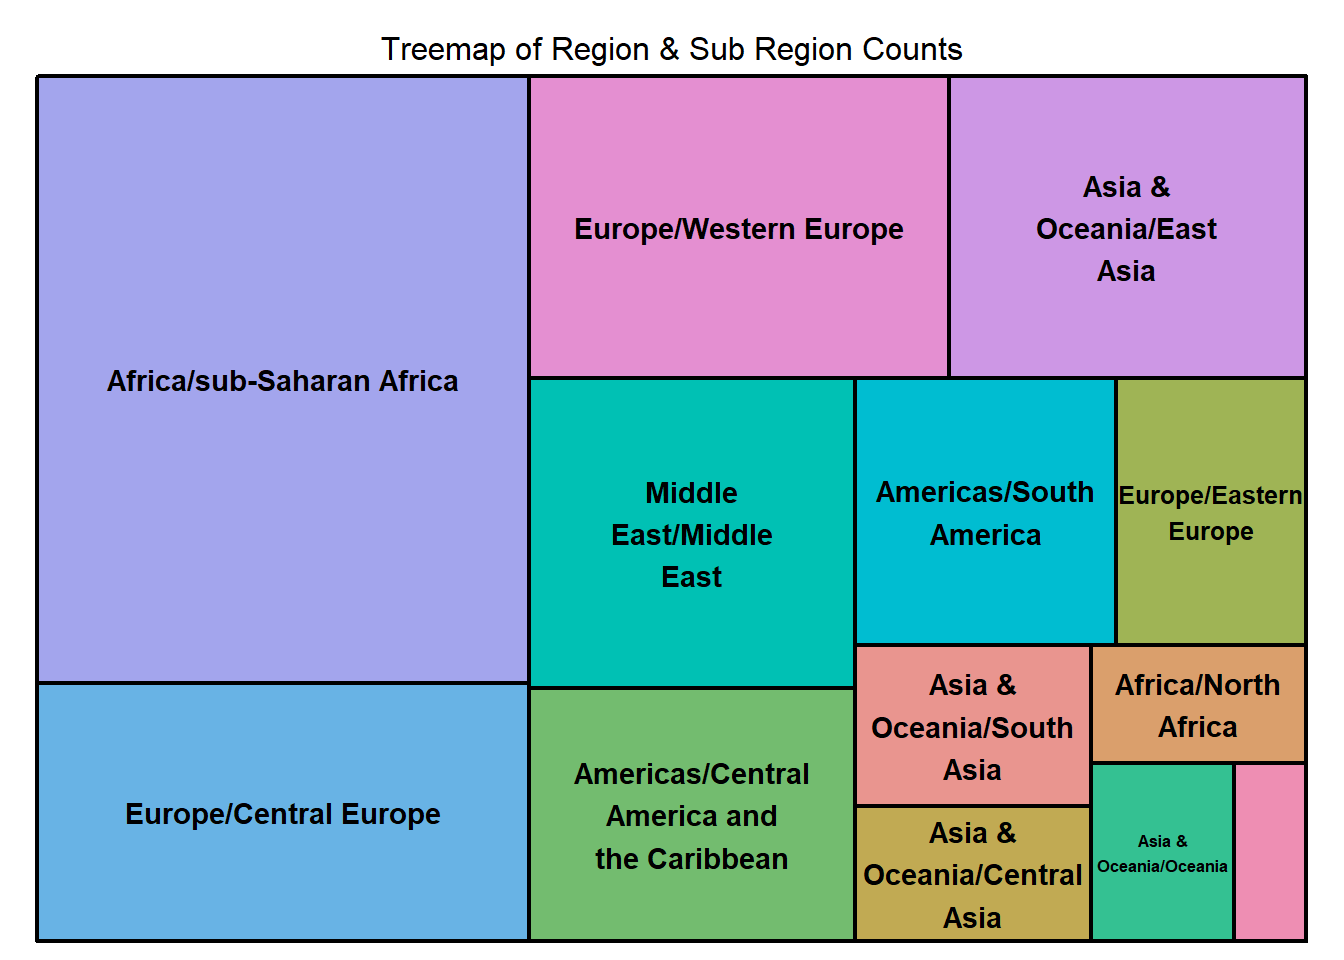 Treemap of Region & Sub Region Counts
Africa/sub-Saharan Africa
Europe/Central Europe
Europe/Western Europe
Asia &
Oceania/East
Asia
Middle
East/Middle
East
Americas/South
America
Europe/Eastern
Europe
Americas/Central
America and
the Caribbean
Asia &
Oceania/South
Asia
Africa/North
Africa
Asia &
Oceania/Central
Asia
Asia &
Oceania/Oceania